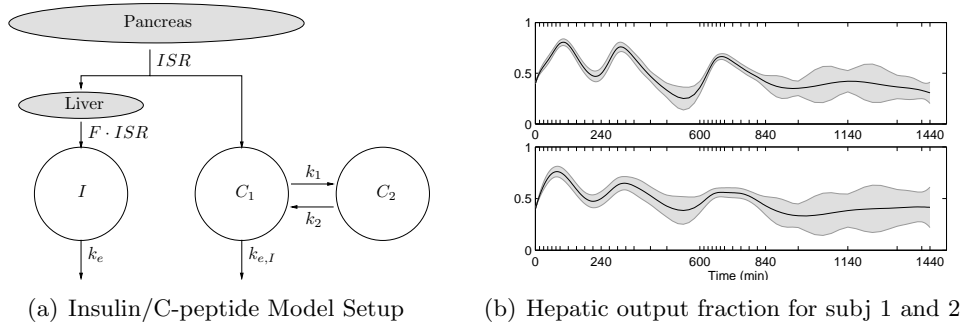 Pancreas
ISR
Liver
F · ISR
I
C1
C2
k1
k2
ke
ke,I
(a) Insulin/C-peptide Model Setup
1
0.5
0
0 240 600 840 1140 1440
1
0.5
0
0 240 600 840 1140 1440
Time (min)
(b) Hepatic output fraction for subj 1 and 2